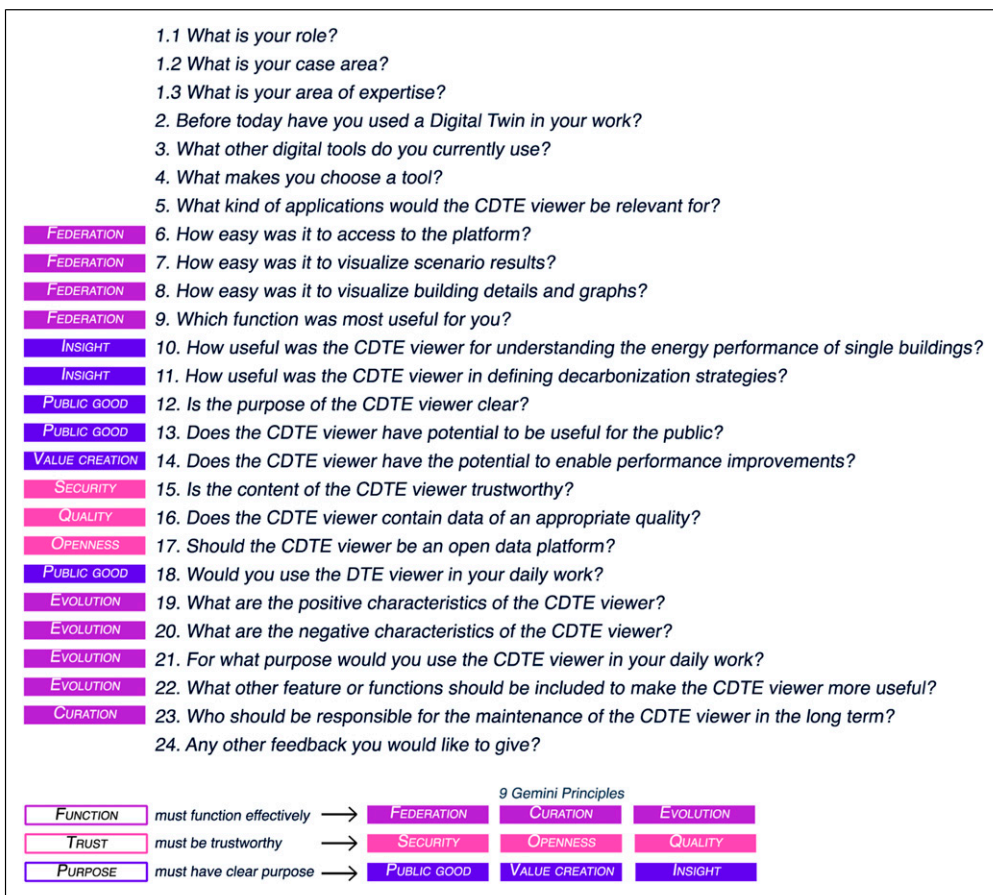 1.1 What is your role?
1.2 What is your case area?
1.3 What is your area of expertise?
2. Before today have you used a Digital Twin in your work?
3. What other digital tools do you currently use?
4. What makes you choose a tool?
5. What kind of applications would the CDTE viewer be relevant for?
FEDERATION 6. How easy was it to access to the platform?
FEDERATION 7. How easy was it to visualize scenario results?
FEDERATION 8. How easy was it to visualize building details and graphs?
FEDERATION 9. Which function was most useful for you?
INSIGHT 10. How useful was the CDTE viewer for understanding the energy performance of single buildings?
INSIGHT 11. How useful was the CDTE viewer in defining decarbonization strategies?
PUBLIC GOOD 12. Is the purpose of the CDTE viewer clear?
PUBLIC GOOD 13. Does the CDTE viewer have potential to be useful for the public?
VALUE CREATION 14. Does the CDTE viewer have the potential to enable performance improvements?
SECURITY 15. Is the content of the CDTE viewer trustworthy?
QUALITY 16. Does the CDTE viewer contain data of an appropriate quality?
OPENNESS 17. Should the CDTE viewer be an open data platform?
PUBLIC GOOD 18. Would you use the DTE viewer in your daily work?
EVOLUTION 19. What are the positive characteristics of the CDTE viewer?
EVOLUTION 20. What are the negative characteristics of the CDTE viewer?
EVOLUTION 21. For what purpose would you use the CDTE viewer in your daily work?
EVOLUTION 22. What other feature or functions should be included to make the CDTE viewer more useful?
CURATION 23. Who should be responsible for the maintenance of the CDTE viewer in the long term?
24. Any other feedback you would like to give?
9 Gemini Principles
FUNCTION must function effectively → FEDERATION CURATION EVOLUTION
TRUST must be trustworthy → SECURITY OPENNESS QUALITY
PURPOSE must have clear purpose → PUBLIC GOOD VALUE CREATION INSIGHT